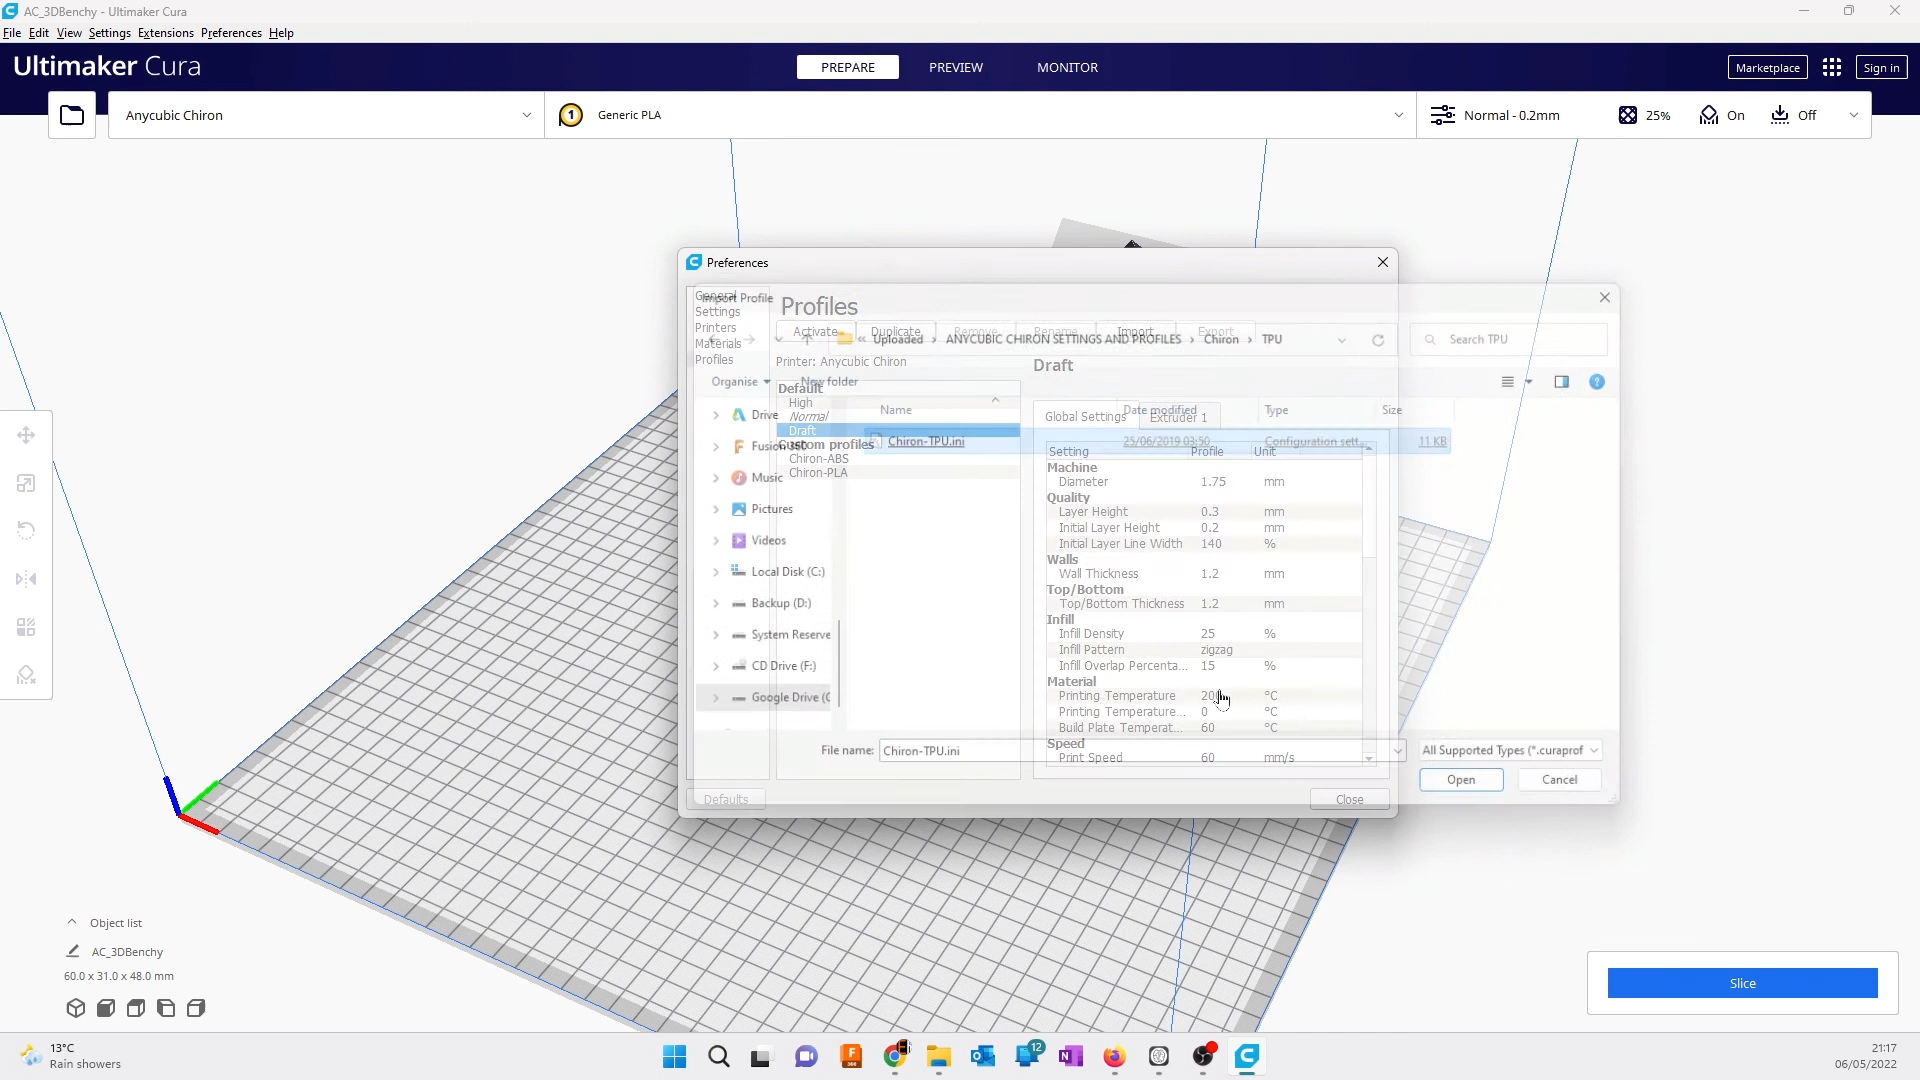 AC_3DBenchy - Ultimaker Cura
File Edit View Settings Extensions Preferences Help
Ultimaker Cura
PREPARE
PREVIEW
MONITOR
Marketplace
Sign in
Anycubic Chiron
1
Generic PLA
Normal - 0.2mm
25%
On
Off
Preferences
General
Settings
Printers
Materials
Profiles
Import Profile
Profiles
Activate Duplicate Remove Rename Import Export
« Uploaded › ANYCUBIC CHIRON SETTINGS AND PROFILES › Chiron › TPU
Search TPU
Printer: Anycubic Chiron
Draft
Organise
New folder
Default
High
Normal
Draft
Custom profiles
Chiron-ABS
Chiron-PLA
Name
Date modified
Type
Size
Chiron-TPU.ini
25/06/2019 03:50
Configuration sett...
11 KB
Drive
Fusion 360
Music
Pictures
Videos
Local Disk (C:)
Backup (D:)
System Reserve
CD Drive (F:)
Google Drive (
Global Settings
Extruder 1
Setting Profile Unit
Machine
Diameter 1.75 mm
Quality
Layer Height 0.3 mm
Initial Layer Height 0.2 mm
Initial Layer Line Width 140 %
Walls
Wall Thickness 1.2 mm
Top/Bottom
Top/Bottom Thickness 1.2 mm
Infill
Infill Density 25 %
Infill Pattern zigzag
Infill Overlap Percenta... 15 %
Material
Printing Temperature 200 °C
Printing Temperature... 0 °C
Build Plate Temperat... 60 °C
Speed
Print Speed 60 mm/s
File name: Chiron-TPU.ini
All Supported Types (*.curaprof
Open
Cancel
Defaults
Close
Object list
AC_3DBenchy
60.0 x 31.0 x 48.0 mm
Slice
13°C
Rain showers
12
21:17
06/05/2022